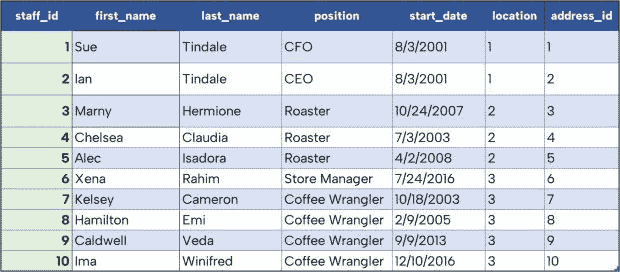 staff_id first_name last_name position start_date location address_id
1 Sue Tindale CFO 8/3/2001 1 1
2 Ian Tindale CEO 8/3/2001 1 2
3 Marny Hermione Roaster 10/24/2007 2 3
4 Chelsea Claudia Roaster 7/3/2003 2 4
5 Alec Isadora Roaster 4/2/2008 2 5
6 Xena Rahim Store Manager 7/24/2016 3 6
7 Kelsey Cameron Coffee Wrangler 10/18/2003 3 7
8 Hamilton Emi Coffee Wrangler 2/9/2005 3 8
9 Caldwell Veda Coffee Wrangler 9/9/2013 3 9
10 Ima Winifred Coffee Wrangler 12/10/2016 3 10